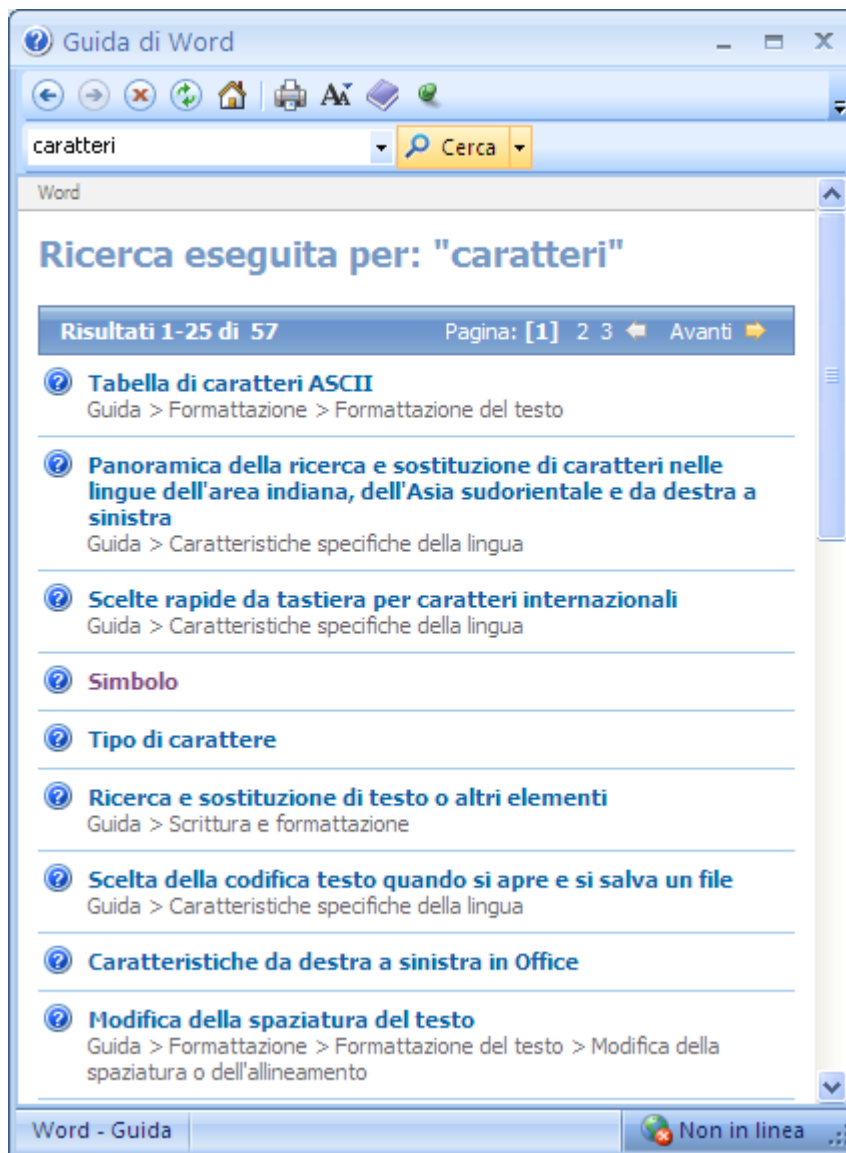 Guida di Word
caratteri
Cerca
Word
Ricerca eseguita per: "caratteri"
Risultati 1-25 di 57 Pagina: [1] 2 3 Avanti
Tabella di caratteri ASCII
Guida > Formattazione > Formattazione del testo
Panoramica della ricerca e sostituzione di caratteri nelle
lingue dell'area indiana, dell'Asia sudorientale e da destra a
sinistra
Guida > Caratteristiche specifiche della lingua
Scelte rapide da tastiera per caratteri internazionali
Guida > Caratteristiche specifiche della lingua
Simbolo
Tipo di carattere
Ricerca e sostituzione di testo o altri elementi
Guida > Scrittura e formattazione
Scelta della codifica testo quando si apre e si salva un file
Guida > Caratteristiche specifiche della lingua
Caratteristiche da destra a sinistra in Office
Modifica della spaziatura del testo
Guida > Formattazione > Formattazione del testo > Modifica della
spaziatura o dell'allineamento
Word - Guida
Non in linea